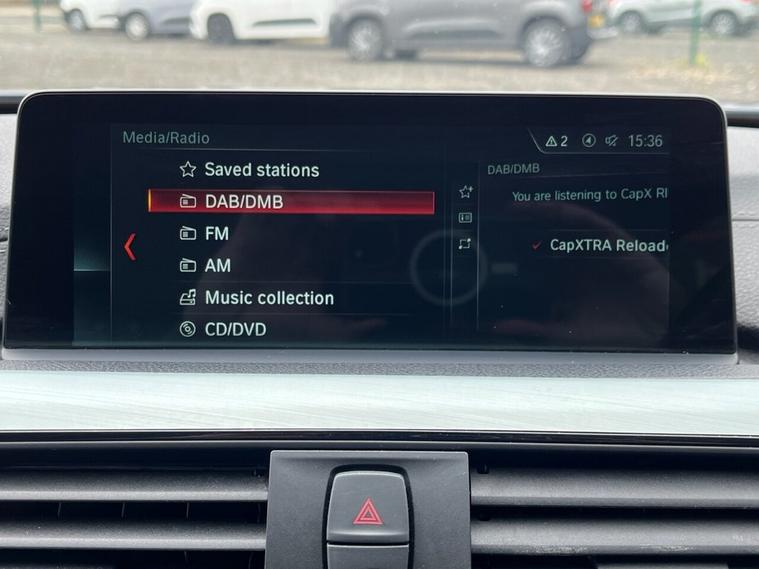 Media/Radio
2 15:36
Saved stations
DAB/DMB
FM
AM
Music collection
CD/DVD
DAB/DMB
You are listening to CapX RI
CapXTRA Reload